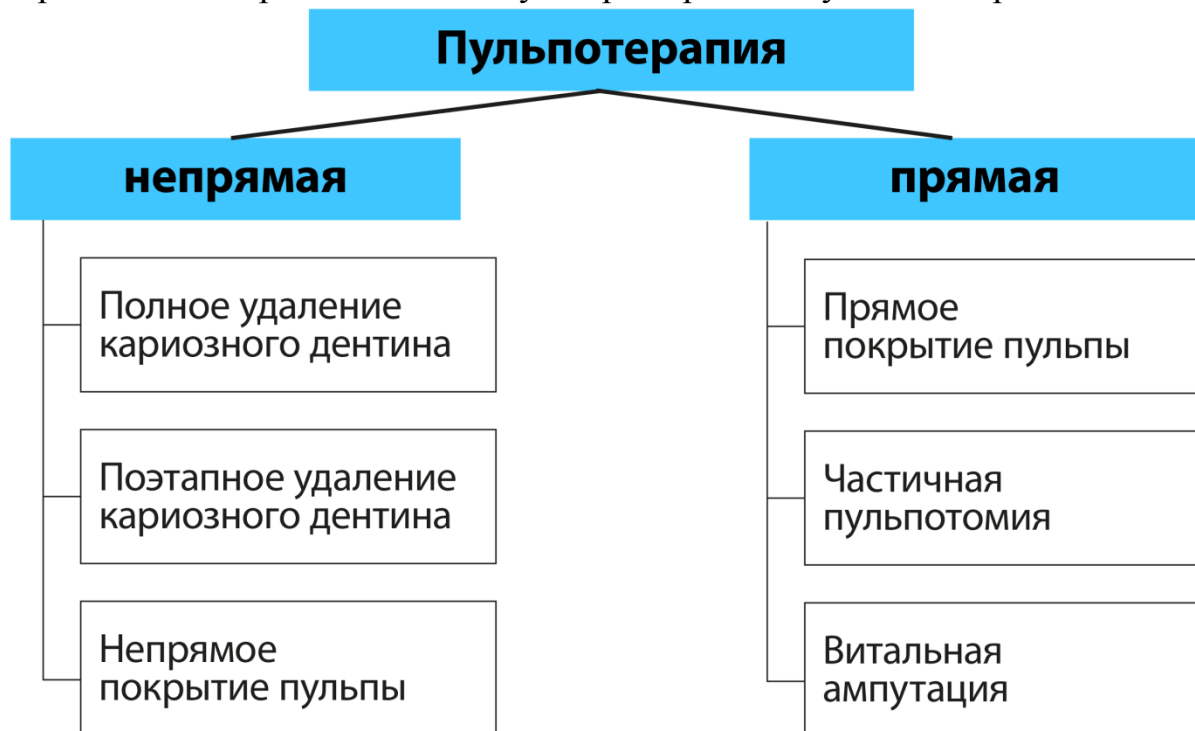 Пульпотерапия
непрямая
Полное удаление
кариозного дентина
Поэтапное удаление
кариозного дентина
Непрямое
покрытие пульпы
прямая
Прямое
покрытие пульпы
Частичная
пульпотомия
Витальная
ампутация